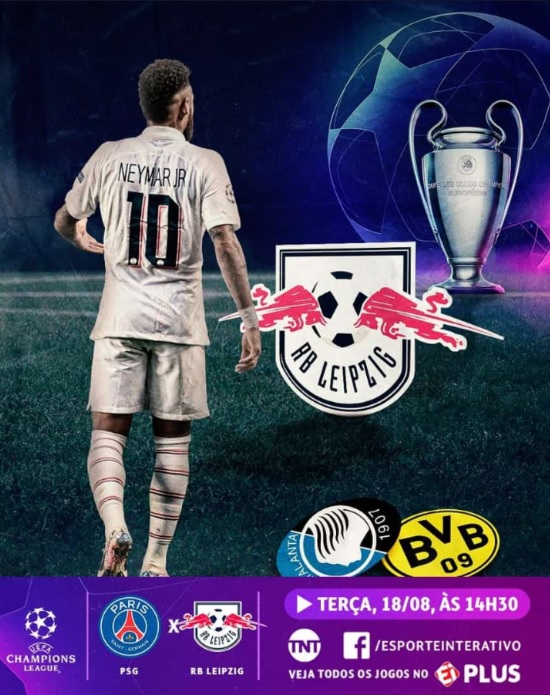 NEYMAR JR
10
RB LEIPZIG
1907
ATALANTA
BVB
09
TERÇA, 18/08, ÀS 14H30
UEFA
CHAMPIONS
LEAGUE
PARIS
SAINT-GERMAIN
PSG
X
RB LEIPZIG
RB LEIPZIG
TNT
f /ESPORTEINTERATIVO
VEJA TODOS OS JOGOS NO EI PLUS